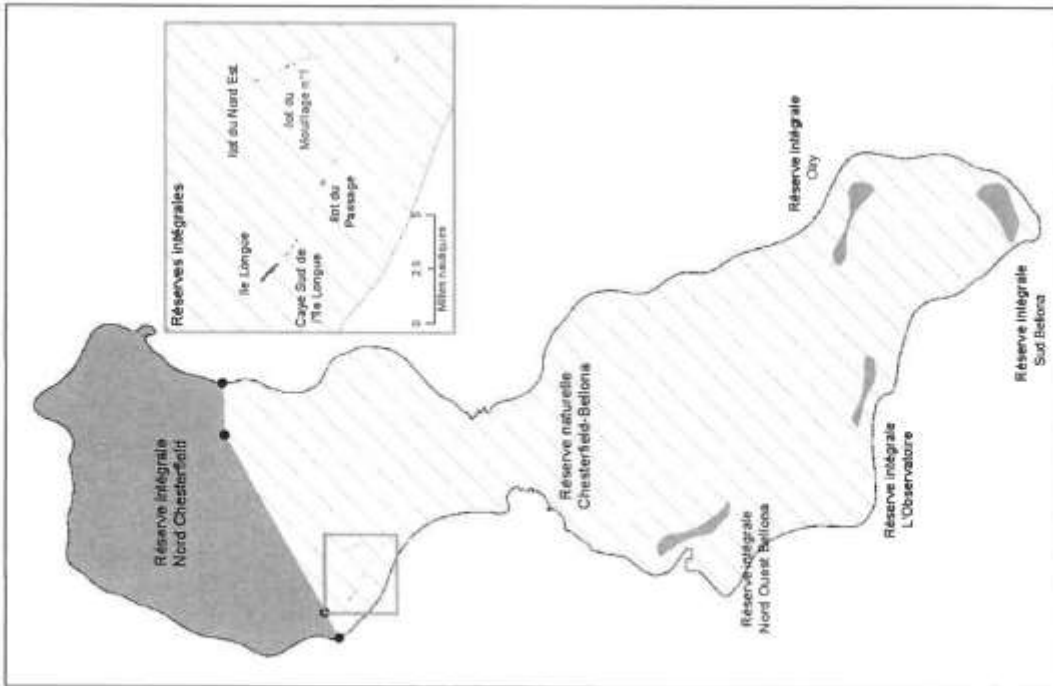 Réserve intégrale
Nord Chesterfield
Réserves intégrales
Ile Longue
Ilot du Nord Est
Caye Sud de
l'Ile Longue
Ilot du
Mouillage n°1
Ilot du
Passage
0
2.5
5
Milles nautiques
Réserve naturelle
Chesterfield-Bellona
Réserve intégrale
Nord Ouest Bellona
Réserve intégrale
L'Observatoire
Réserve intégrale
Olry
Réserve intégrale
Sud Bellona